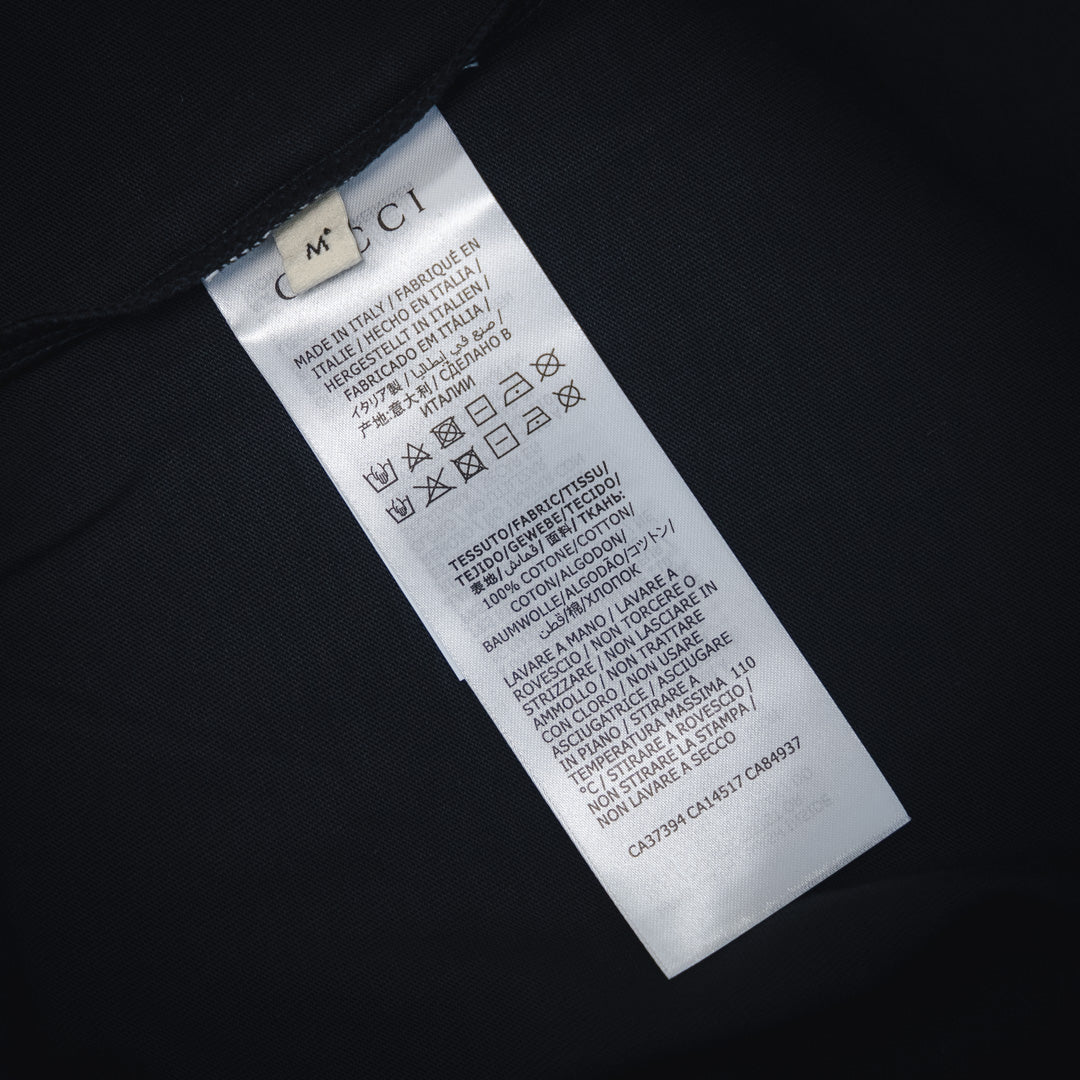 GUCCI
M
MADE IN ITALY / FABRIQUÉ EN
ITALIE / HECHO EN ITALIA /
HERGESTELLT IN ITALIEN /
FABRICADO EM ITALIA /
イタリア製 / صنع في إيطاليا /
产地:意大利 / СДЕЛАНО В
ИТАЛИИ
TESSUTO/FABRIC/TISSU/
TEJIDO/GEWEBE/TECIDO/
表地/قماش/面料/ТКАНЬ:
100% COTONE/COTTON/
COTON/ALGODON/
BAUMWOLLE/ALGODÃO/コットン/
قطن/棉/ХЛОПОК
LAVARE A MANO / LAVARE A
ROVESCIO / NON TORCERE O
STRIZZARE / NON LASCIARE IN
AMMOLLO / NON TRATTARE
CON CLORO / NON USARE
ASCIUGATRICE / ASCIUGARE
IN PIANO / STIRARE A
TEMPERATURA MASSIMA 110
°C / STIRARE A ROVESCIO /
NON STIRARE LA STAMPA /
NON LAVARE A SECCO
CA37394 CA14517 CA84937